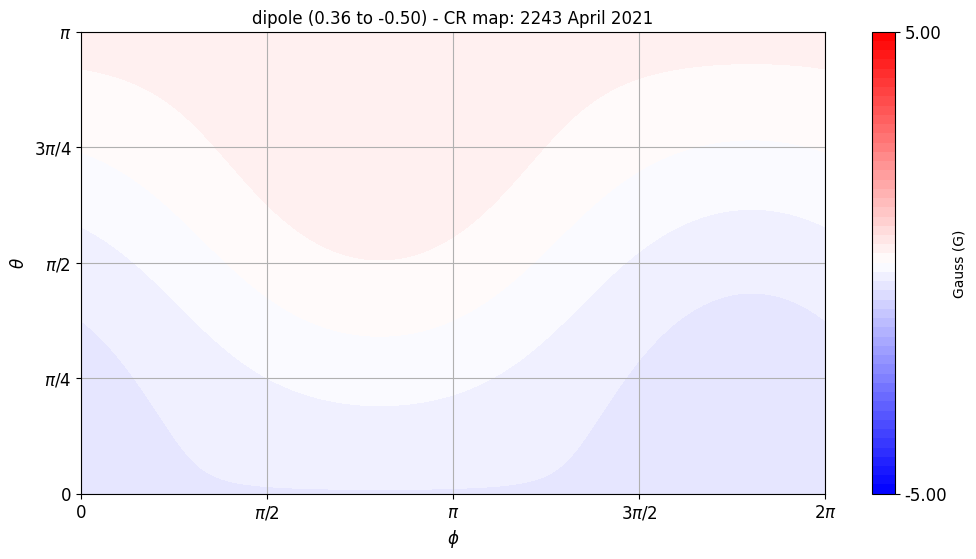 dipole (0.36 to -0.50) - CR map: 2243 April 2021
π
3π/4
π/2
π/4
0
θ
0
π/2
π
3π/2
2π
ϕ
5.00
-5.00
Gauss (G)